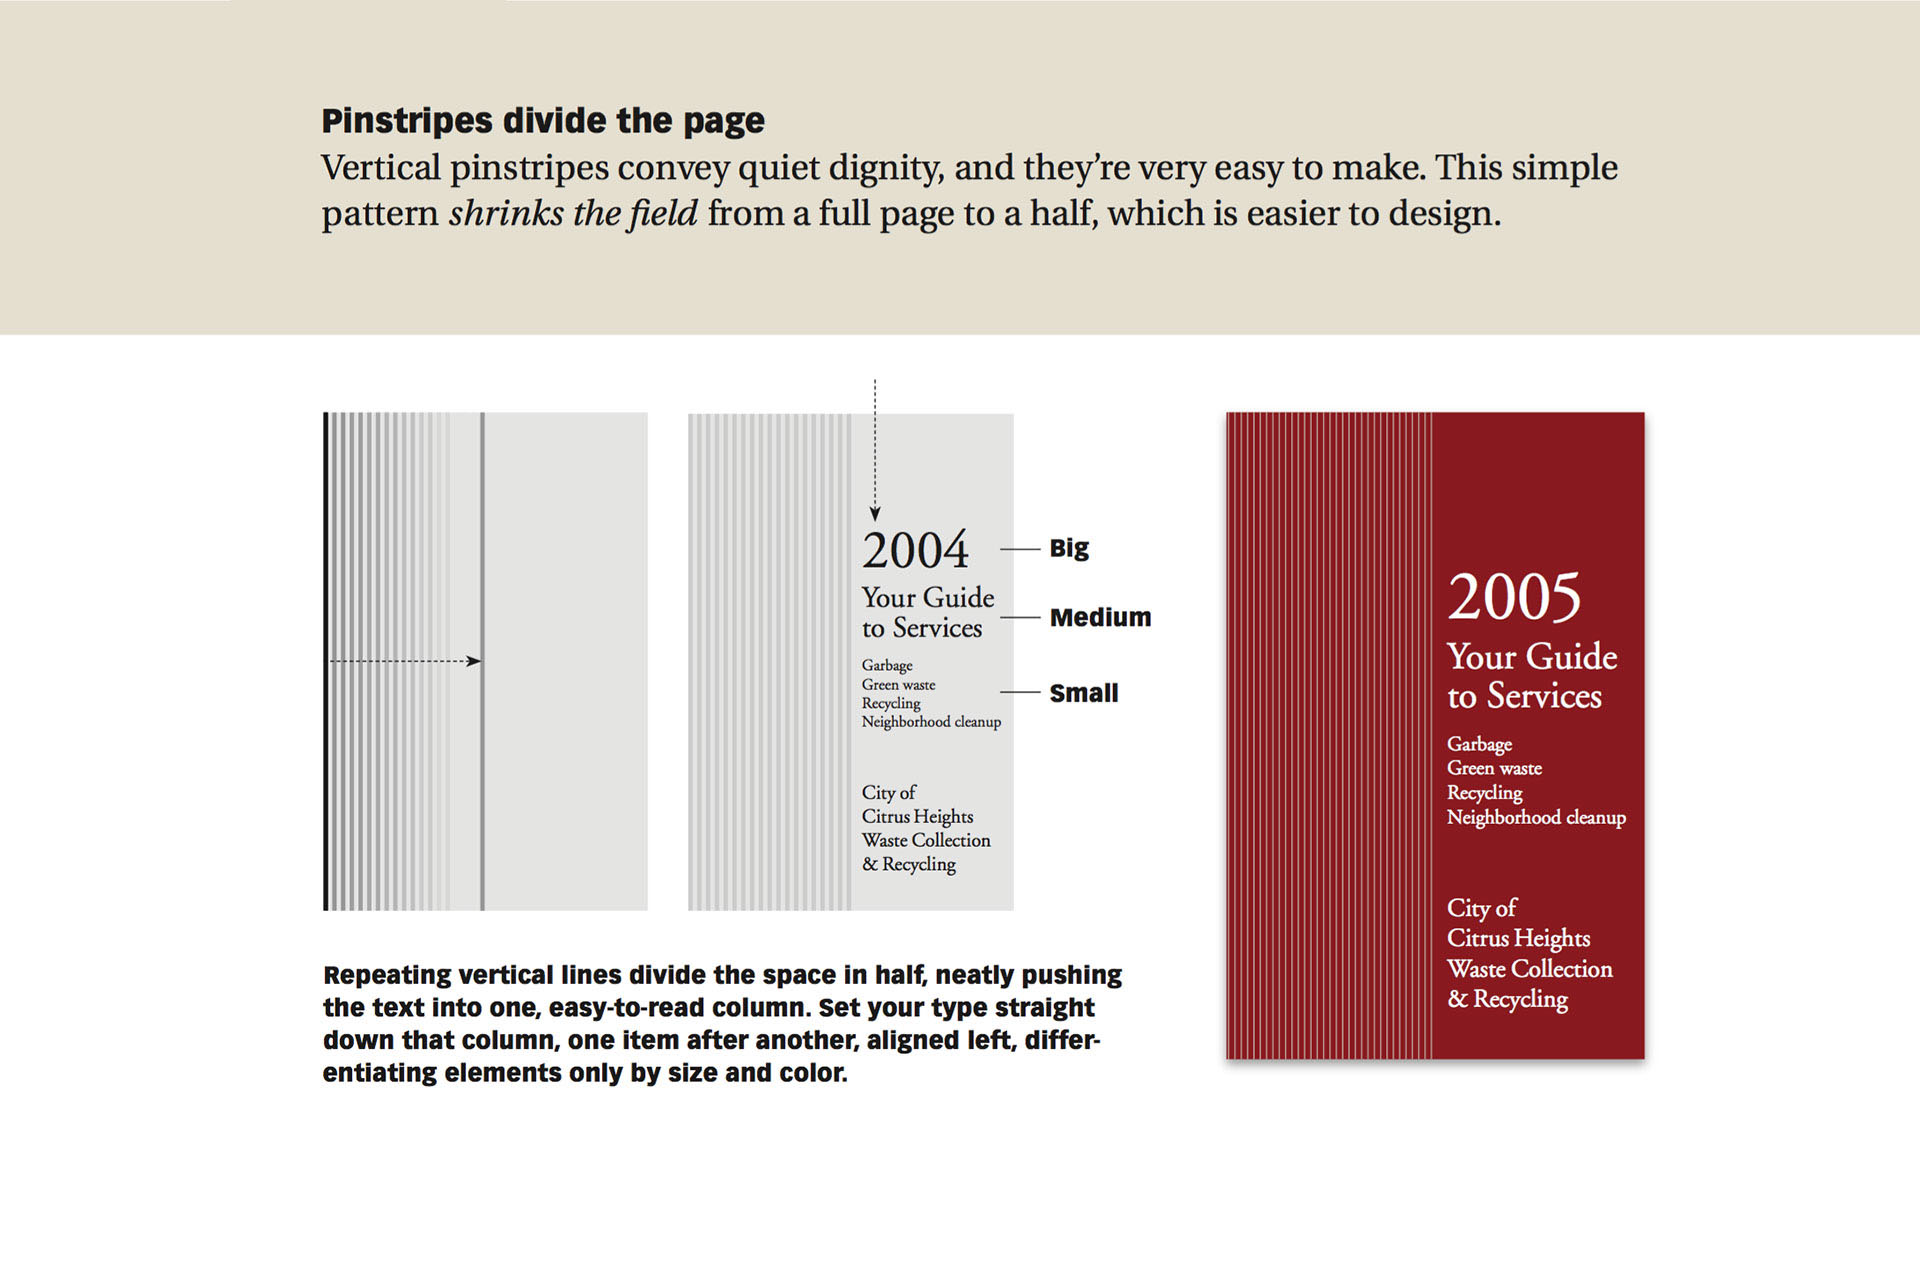 Pinstripes divide the page
Vertical pinstripes convey quiet dignity, and they’re very easy to make. This simple
pattern shrinks the field from a full page to a half, which is easier to design.
2004
Your Guide
to Services
Garbage
Green waste
Recycling
Neighborhood cleanup
City of
Citrus Heights
Waste Collection
& Recycling
Big
Medium
Small
2005
Your Guide
to Services
Garbage
Green waste
Recycling
Neighborhood cleanup
City of
Citrus Heights
Waste Collection
& Recycling
Repeating vertical lines divide the space in half, neatly pushing
the text into one, easy-to-read column. Set your type straight
down that column, one item after another, aligned left, differ-
entiating elements only by size and color.